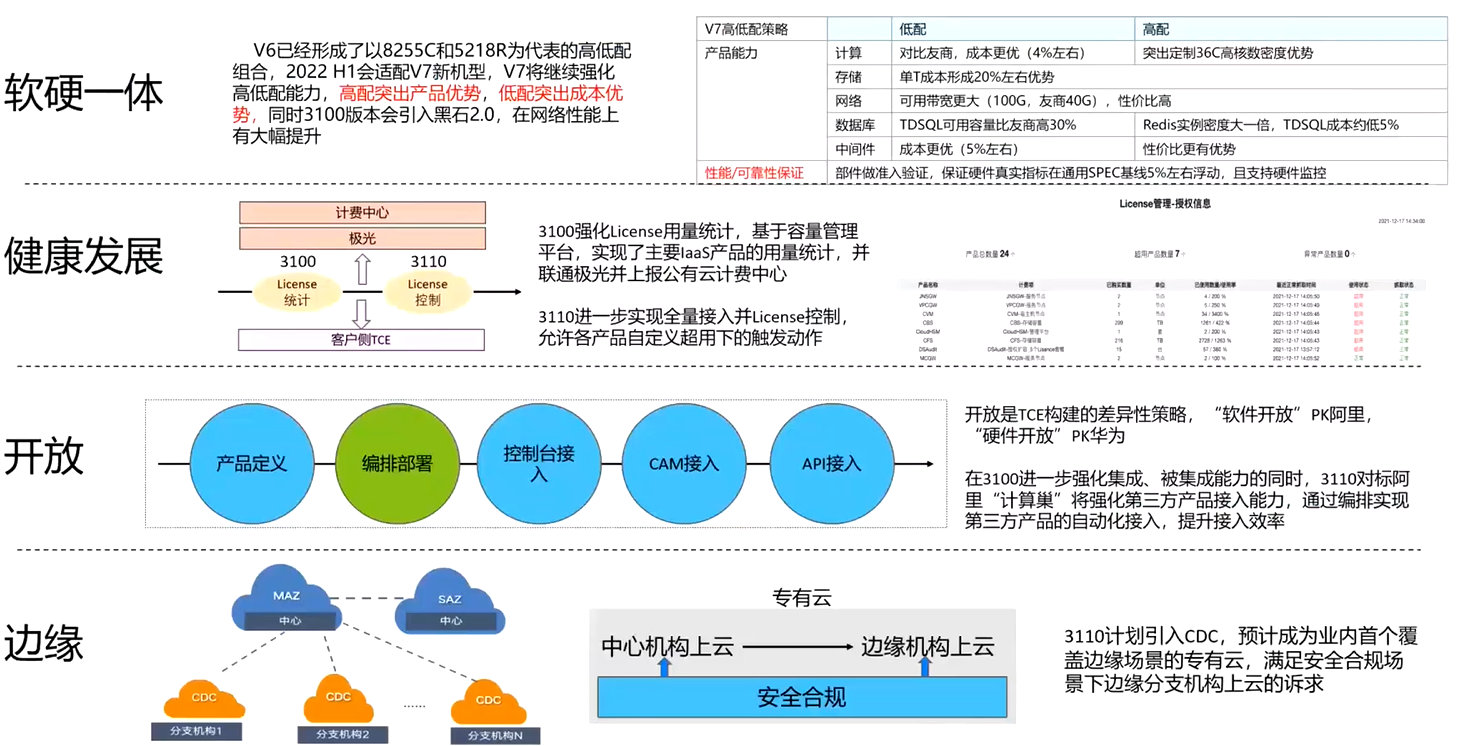 软硬一体
V6已经形成了以8255C和5218R为代表的高低配
组合，2022 H1会适配V7新机型，V7将继续强化
高低配能力，高配突出产品优势，低配突出成本优
势，同时3100版本会引入黑石2.0，在网络性能上
有大幅提升
V7高低配策略 低配 高配
产品能力 计算 对比友商，成本更优（4%左右） 突出定制36C高核数密度优势
存储 单T成本形成20%左右优势
网络 可用带宽更大（100G，友商40G），性价比高
数据库 TDSQL可用容量比友商高30% Redis实例密度大一倍，TDSQL成本约低5%
中间件 成本更优（5%左右） 性价比更有优势
性能/可靠性保证 部件做准入验证，保证硬件真实指标在通用SPEC基线5%左右浮动，且支持硬件监控
健康发展
计费中心
极光
3100 3110
License
统计
License
控制
客户侧TCE
3100强化License用量统计，基于容量管理
平台，实现了主要IaaS产品的用量统计，并
联通极光并上报公有云计费中心
3110进一步实现全量接入并License控制，
允许各产品自定义超用下的触发动作
License管理-授权信息
2021-12-17 14:34:00
产品总数量 24 个 超用产品数量 7 个 异常产品数量 0 个
产品名称 计费项 已购买数量 单位 已使用数量/使用率 最近正常抓取时间 使用状态 抓取状态
JNSGW JNSGW-服务节点 2 节点 4 / 200 % 2021-12-17 14:05:50 超用 正常
VPCGW VPCGW-服务节点 2 节点 5 / 250 % 2021-12-17 14:05:49 超用 正常
CVM 1 节点 34 / 3400 % 2021-12-17 14:05:46 超用 正常
CBS CBS-存储容量 TB 2021-12-17 14:05:44 超用 正常
CloudHSM CloudHSM-管理平台 1 套 2 / 200 % 2021-12-17 14:05:43 超用 正常
CFS CFS-存储容量 216 TB 2728 / 1263 % 2021-12-17 14:05:43 超用 正常
DSAudit 15 57 / 380 % 2021-12-17 13:57:12 超用 正常
MCGW MCGW-服务节点 2 节点 2 / 100 % 2021-12-17 14:05:52 正常 正常
开放
产品定义 编排部署 控制台接
入 CAM接入 API接入
开放是TCE构建的差异性策略，“软件开放”PK阿里，
“硬件开放”PK华为
在3100进一步强化集成、被集成能力的同时，3110对标阿
里“计算巢”将强化第三方产品接入能力，通过编排实现
第三方产品的自动化接入，提升接入效率
边缘
MAZ
中心
SAZ
中心
CDC
分支机构1
CDC
分支机构2
......
CDC
分支机构N
专有云
中心机构上云 边缘机构上云
安全合规
3110计划引入CDC，预计成为业内首个覆
盖边缘场景的专有云，满足安全合规场
景下边缘分支机构上云的诉求